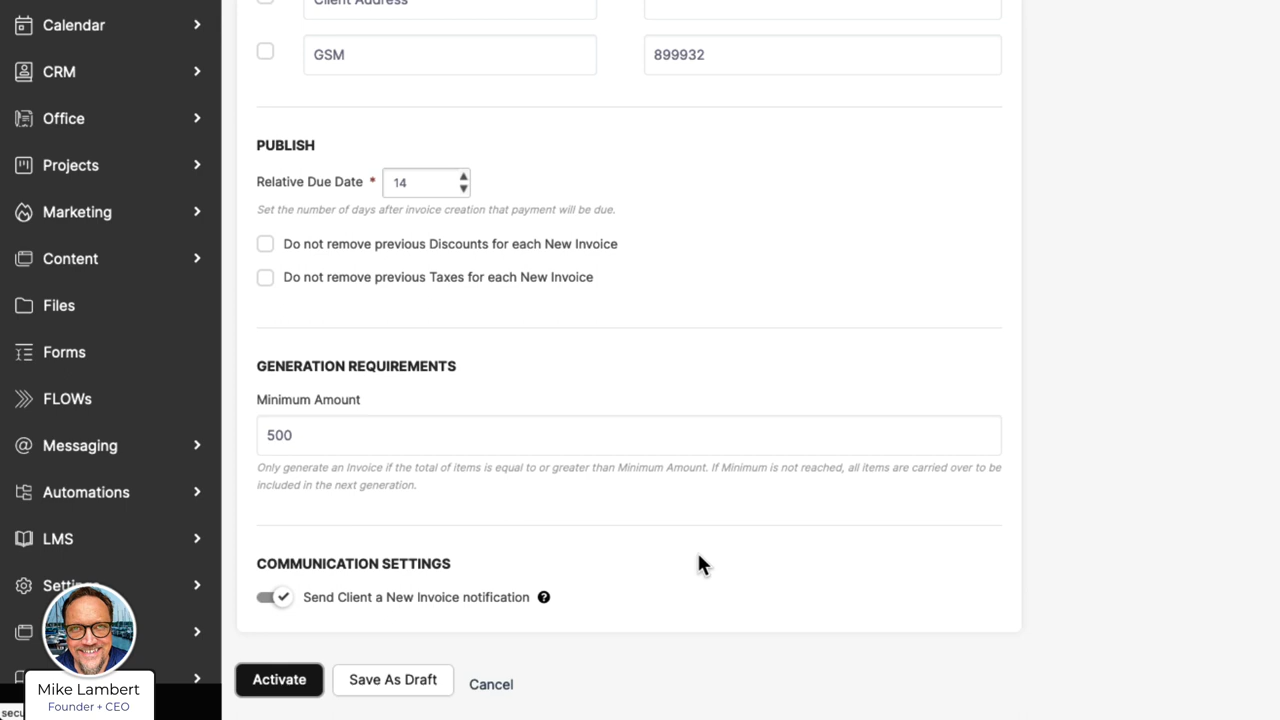 Calendar
CRM
Office
Projects
Marketing
Content
Files
Forms
FLOWs
Messaging
Automations
LMS
Mike Lambert
Founder + CEO
Client Address
GSM 899932
PUBLISH
Relative Due Date * 14
Set the number of days after invoice creation that payment will be due.
Do not remove previous Discounts for each New Invoice
Do not remove previous Taxes for each New Invoice
GENERATION REQUIREMENTS
Minimum Amount
500
Only generate an Invoice if the total of items is equal to or greater than Minimum Amount. If Minimum is not reached, all items are carried over to be
included in the next generation.
COMMUNICATION SETTINGS
Send Client a New Invoice notification ?
Activate Save As Draft Cancel